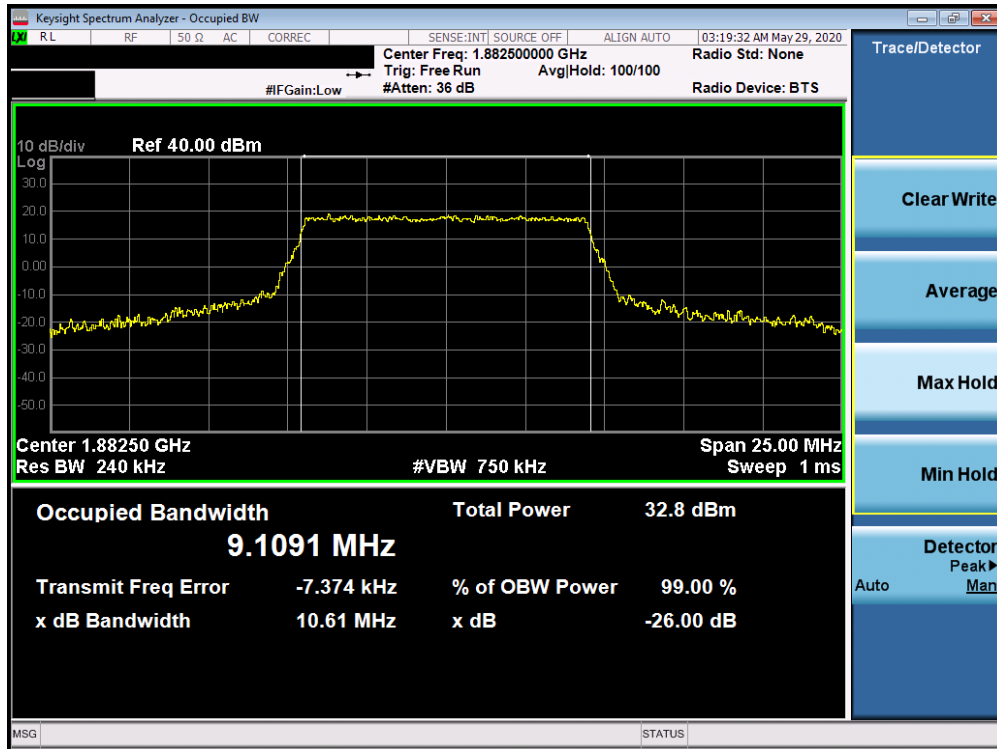 Keysight Spectrum Analyzer - Occupied BW
LXI RL RF 50 Ω AC CORREC SENSE:INT SOURCE OFF ALIGN AUTO 03:19:32 AM May 29, 2020
Center Freq: 1.882500000 GHz Radio Std: None
Trig: Free Run Avg|Hold: 100/100
#IFGain:Low #Atten: 36 dB Radio Device: BTS
Trace/Detector
10 dB/div Ref 40.00 dBm
Log
30.0
20.0
10.0
0.00
-10.0
-20.0
-30.0
-40.0
-50.0
Center 1.88250 GHz Span 25.00 MHz
Res BW 240 kHz #VBW 750 kHz Sweep 1 ms
Occupied Bandwidth Total Power 32.8 dBm
9.1091 MHz
Transmit Freq Error -7.374 kHz % of OBW Power 99.00 %
x dB Bandwidth 10.61 MHz x dB -26.00 dB
Clear Write
Average
Max Hold
Min Hold
Detector
Peak▶
Auto Man
MSG STATUS